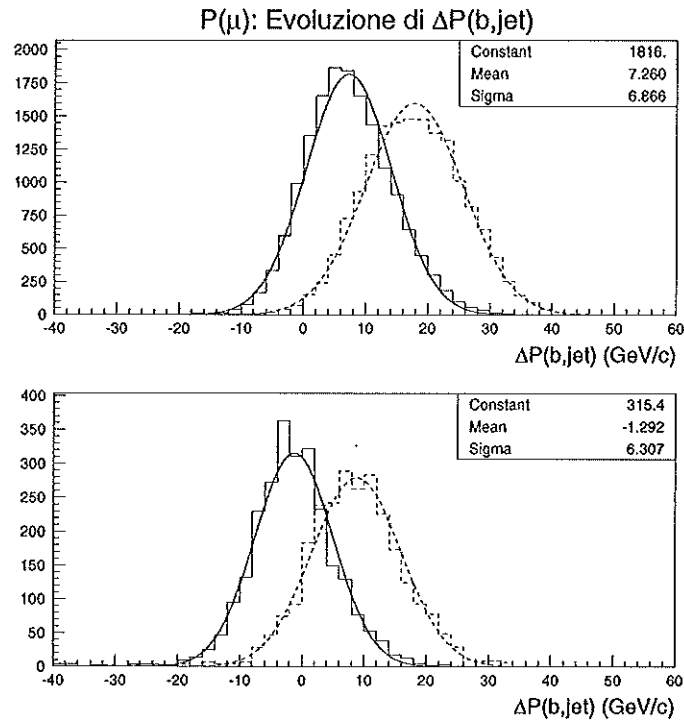 P(μ): Evoluzione di ΔP(b,jet)
2000
1750
1500
1250
1000
750
500
250
0
Constant 1816.
Mean 7.260
Sigma 6.866
-40 -30 -20 -10 0 10 20 30 40 50 60
ΔP(b,jet) (GeV/c)
400
350
300
250
200
150
100
50
0
Constant 315.4
Mean -1.292
Sigma 6.307
-40 -30 -20 -10 0 10 20 30 40 50 60
ΔP(b,jet) (GeV/c)